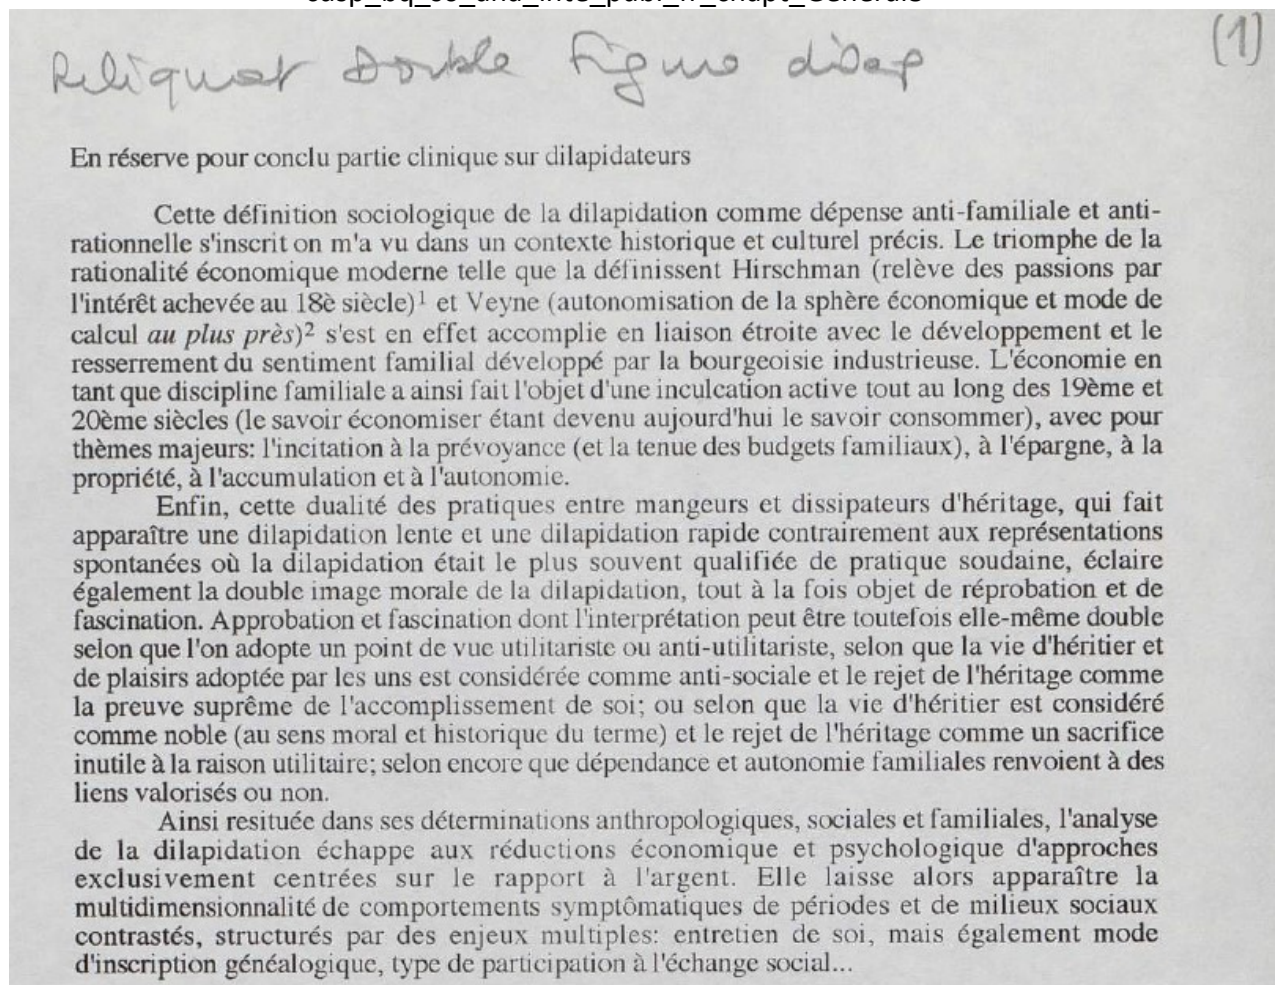 Reliquat Double Figure dilap
(1)
En réserve pour conclu partie clinique sur dilapidateurs
Cette définition sociologique de la dilapidation comme dépense anti-familiale et anti-
rationnelle s'inscrit on m'a vu dans un contexte historique et culturel précis. Le triomphe de la
rationalité économique moderne telle que la définissent Hirschman (relève des passions par
l'intérêt achevée au 18è siècle)1 et Veyne (autonomisation de la sphère économique et mode de
calcul au plus près)2 s'est en effet accomplie en liaison étroite avec le développement et le
resserrement du sentiment familial développé par la bourgeoisie industrieuse. L'économie en
tant que discipline familiale a ainsi fait l'objet d'une inculcation active tout au long des 19ème et
20ème siècles (le savoir économiser étant devenu aujourd'hui le savoir consommer), avec pour
thèmes majeurs: l'incitation à la prévoyance (et la tenue des budgets familiaux), à l'épargne, à la
propriété, à l'accumulation et à l'autonomie.
Enfin, cette dualité des pratiques entre mangeurs et dissipateurs d'héritage, qui fait
apparaître une dilapidation lente et une dilapidation rapide contrairement aux représentations
spontanées où la dilapidation était le plus souvent qualifiée de pratique soudaine, éclaire
également la double image morale de la dilapidation, tout à la fois objet de réprobation et de
fascination. Approbation et fascination dont l'interprétation peut être toutefois elle-même double
selon que l'on adopte un point de vue utilitariste ou anti-utilitariste, selon que la vie d'héritier et
de plaisirs adoptée par les uns est considérée comme anti-sociale et le rejet de l'héritage comme
la preuve suprême de l'accomplissement de soi; ou selon que la vie d'héritier est considéré
comme noble (au sens moral et historique du terme) et le rejet de l'héritage comme un sacrifice
inutile à la raison utilitaire; selon encore que dépendance et autonomie familiales renvoient à des
liens valorisés ou non.
Ainsi resituée dans ses déterminations anthropologiques, sociales et familiales, l'analyse
de la dilapidation échappe aux réductions économique et psychologique d'approches
exclusivement centrées sur le rapport à l'argent. Elle laisse alors apparaître la
multidimensionnalité de comportements symptômatiques de périodes et de milieux sociaux
contrastés, structurés par des enjeux multiples: entretien de soi, mais également mode
d'inscription généalogique, type de participation à l'échange social...